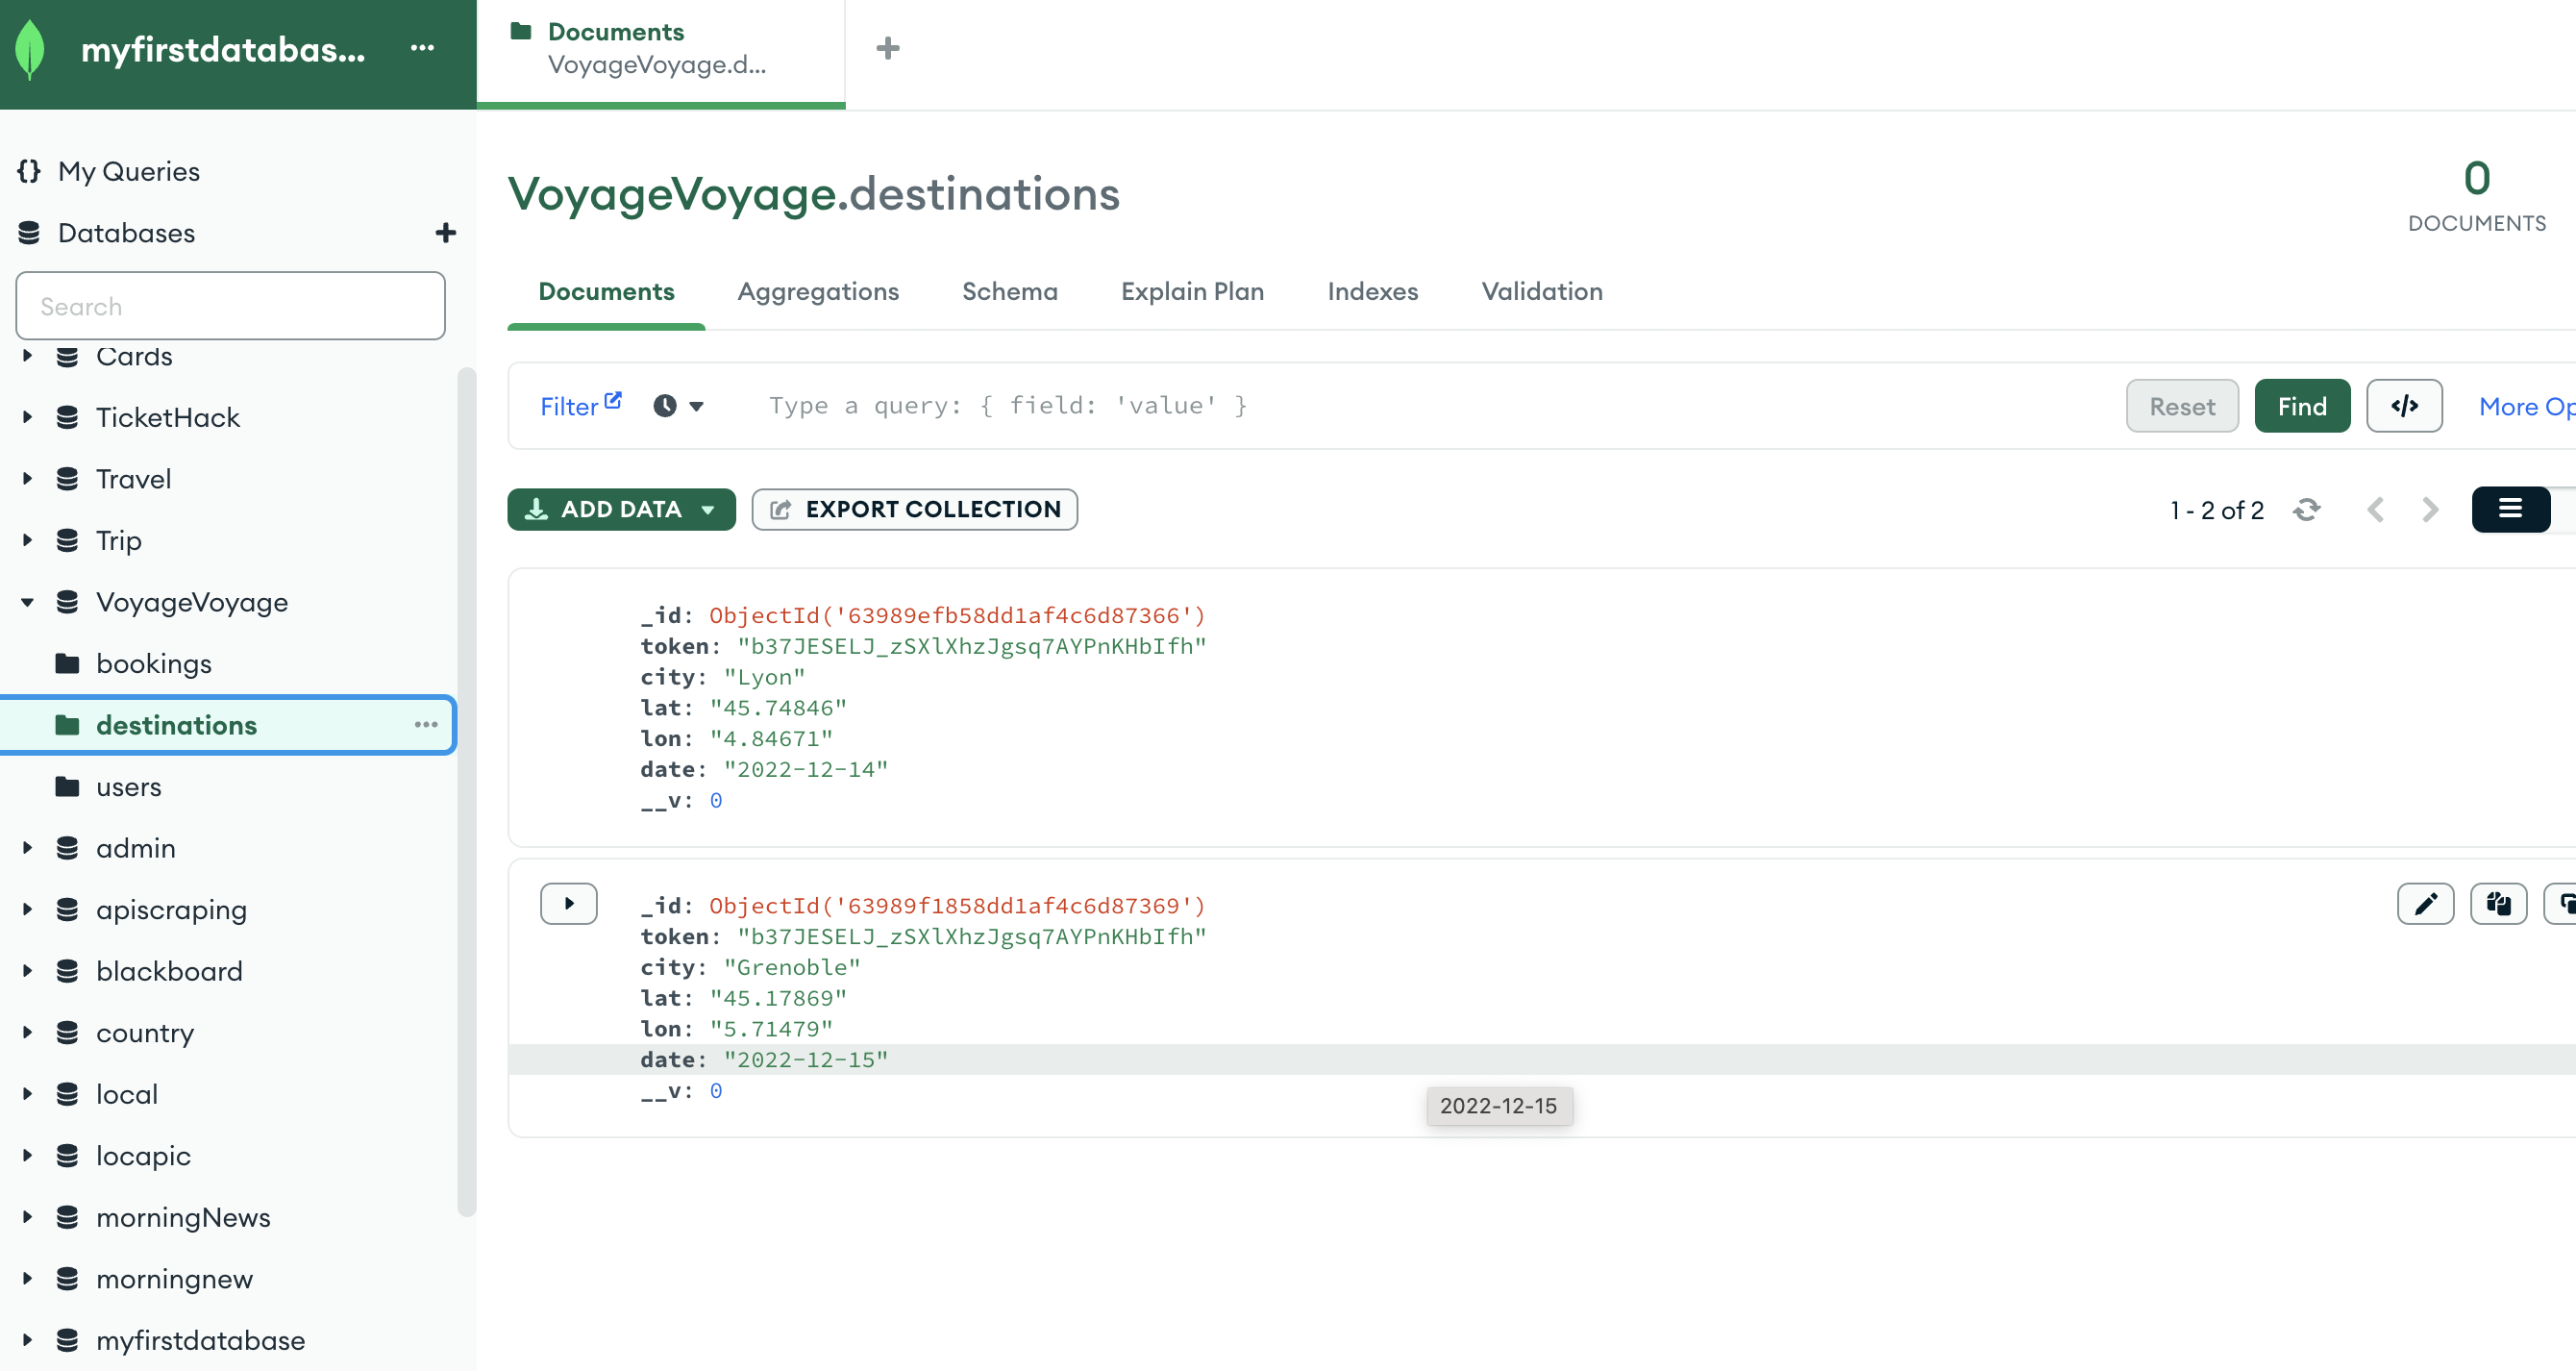 myfirstdatabas...
Documents
VoyageVoyage.d...
My Queries
Databases
Search
Cards
TicketHack
Travel
Trip
VoyageVoyage
bookings
destinations
users
admin
apiscraping
blackboard
country
local
locapic
morningNews
morningnew
myfirstdatabase
VoyageVoyage.destinations
0
DOCUMENTS
Documents Aggregations Schema Explain Plan Indexes Validation
Filter Type a query: { field: 'value' } Reset Find </> More Op
ADD DATA EXPORT COLLECTION 1 - 2 of 2
_id: ObjectId('63989efb58dd1af4c6d87366')
token: "b37JESELJ_zSXlXhzJgsq7AYPnKHbIfh"
city: "Lyon"
lat: "45.74846"
lon: "4.84671"
date: "2022-12-14"
__v: 0
_id: ObjectId('63989f1858dd1af4c6d87369')
token: "b37JESELJ_zSXlXhzJgsq7AYPnKHbIfh"
city: "Grenoble"
lat: "45.17869"
lon: "5.71479"
date: "2022-12-15"
__v: 0
2022-12-15